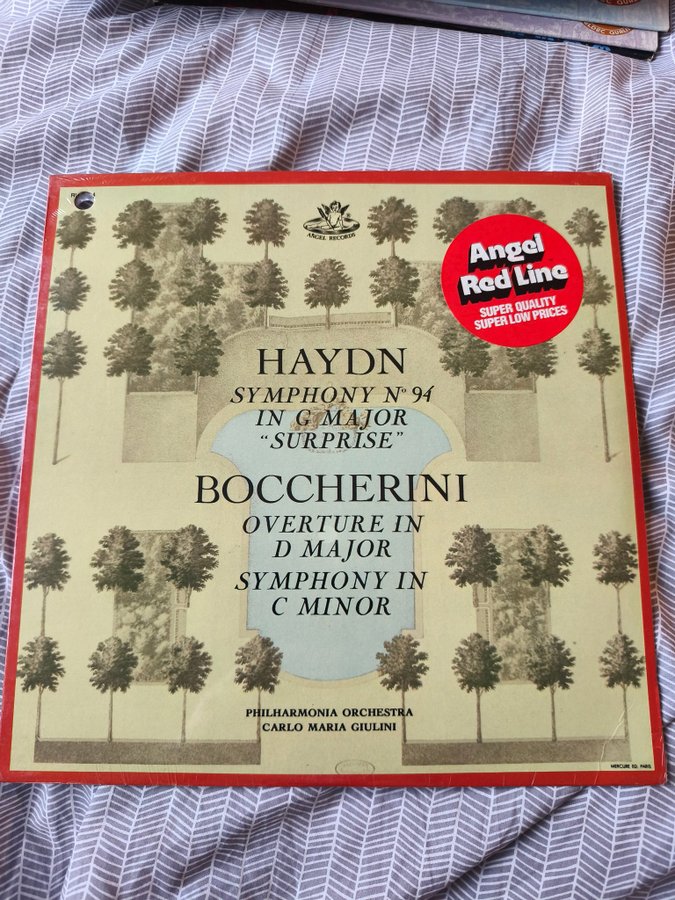 ANGEL RECORDS
Angel
Red Line
SUPER QUALITY
SUPER LOW PRICES
HAYDN
SYMPHONY Nº 94
IN G MAJOR
“SURPRISE”
BOCCHERINI
OVERTURE IN
D MAJOR
SYMPHONY IN
C MINOR
PHILHARMONIA ORCHESTRA
CARLO MARIA GIULINI
MERCURE ED. PARIS